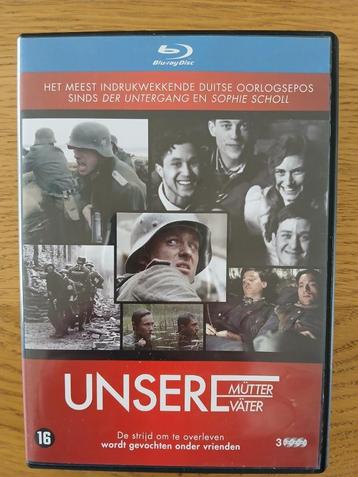 Blu-ray Disc
HET MEEST INDRUKWEKKENDE DUITSE OORLOGSEPOS
SINDS DER UNTERGANG EN SOPHIE SCHOLL
UNSERE MÜTTER
VÄTER
De strijd om te overleven
wordt gevochten onder vrienden
16
3